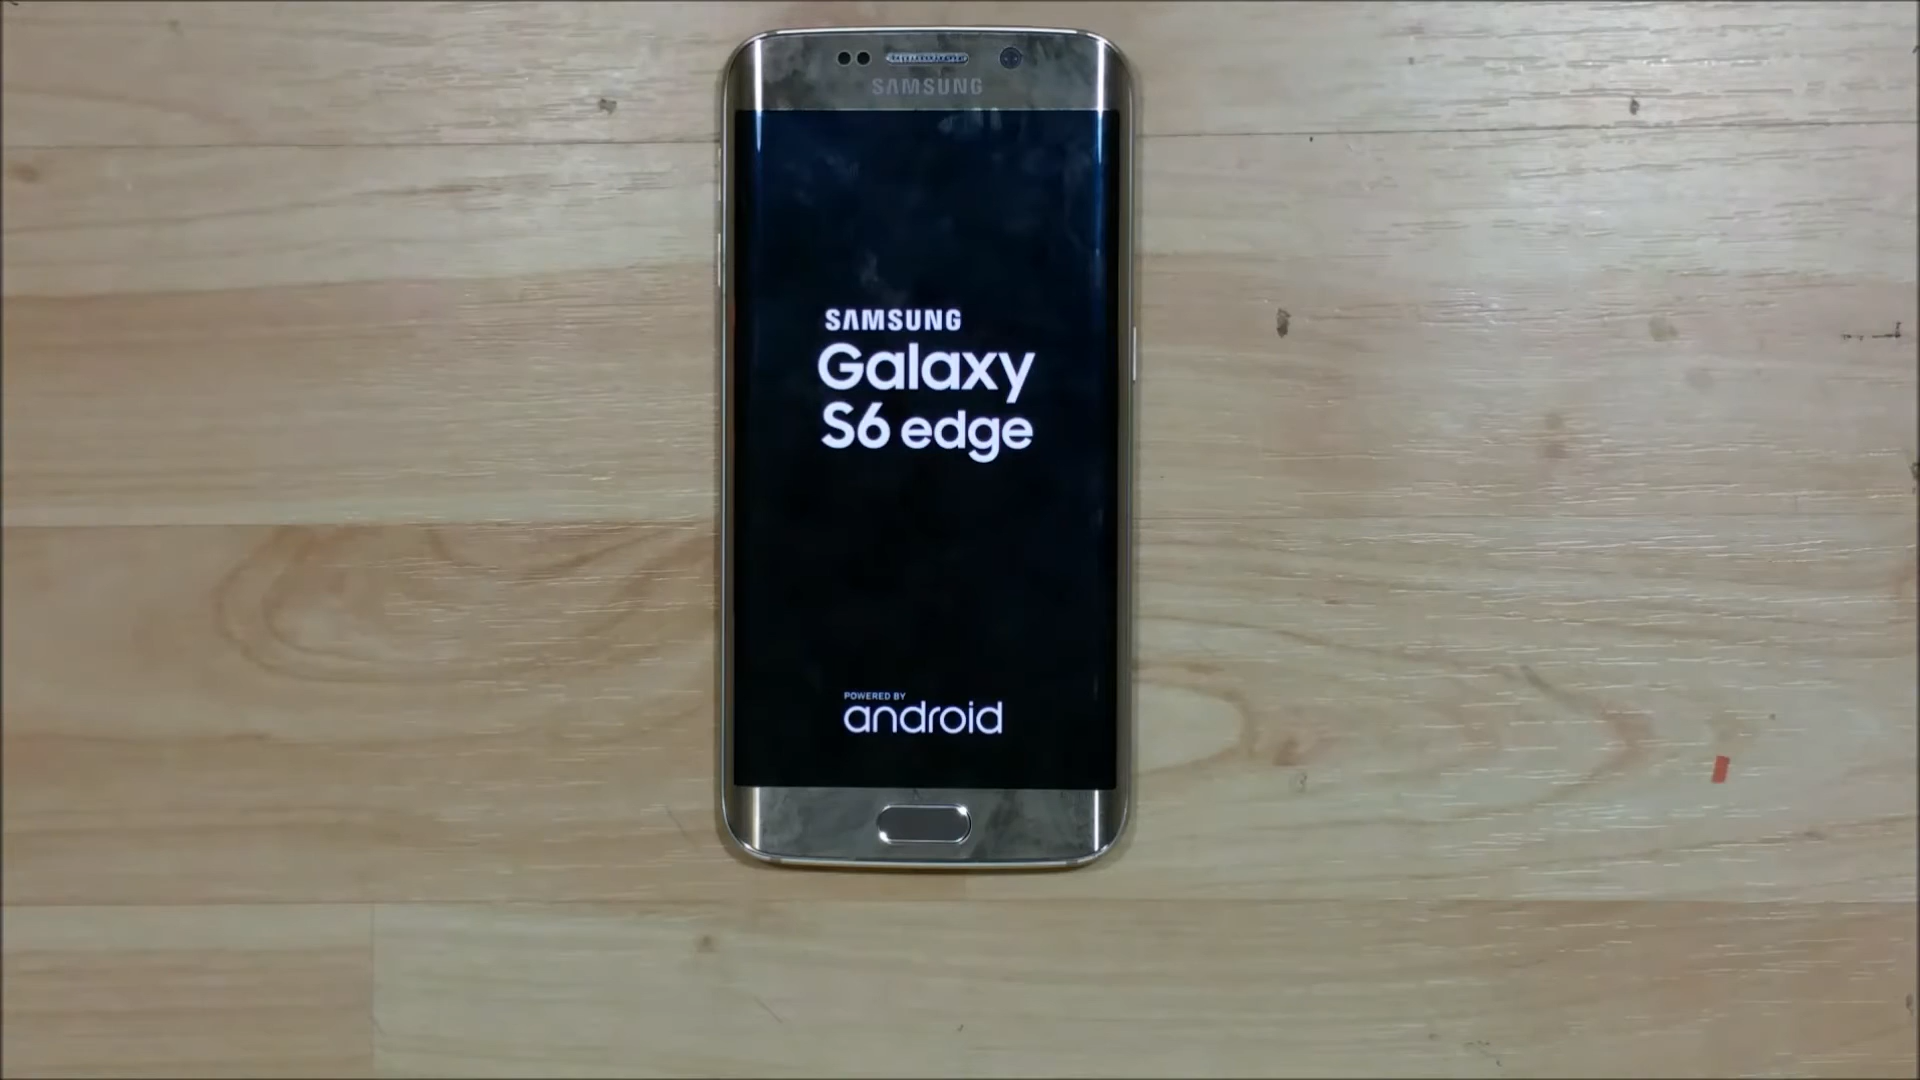 SAMSUNG
SAMSUNG
Galaxy
S6 edge
POWERED BY
android